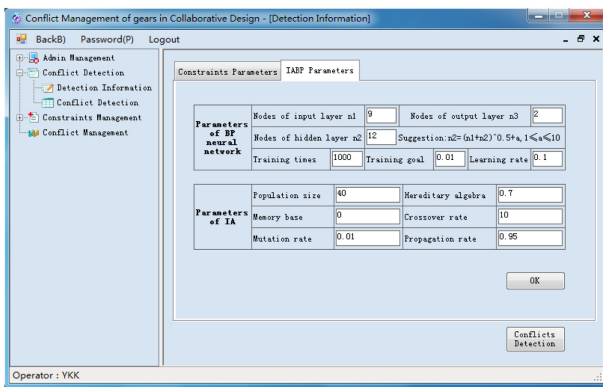 Conflict Management of gears in Collaborative Design - [Detection Information]
BackB) Password(P) Logout
Admin Management
Conflict Detection
Detection Information
Conflict Detection
Constraints Management
Conflict Management
Constraints Parameters IABP Parameters
Parameters of BP neural network
Nodes of input layer n1 9 Nodes of output layer n3 2
Nodes of hidden layer n2 12 Suggestion:n2=(n1+n2)^0.5+a,1≤a≤10
Training times 1000 Training goal 0.01 Learning rate 0.1
Parameters of IA
Population size 40 Hereditary algebra 0.7
Memory base 0 Crossover rate 10
Mutation rate 0.01 Propagation rate 0.95
OK
Conflicts
Detection
Operator : YKK